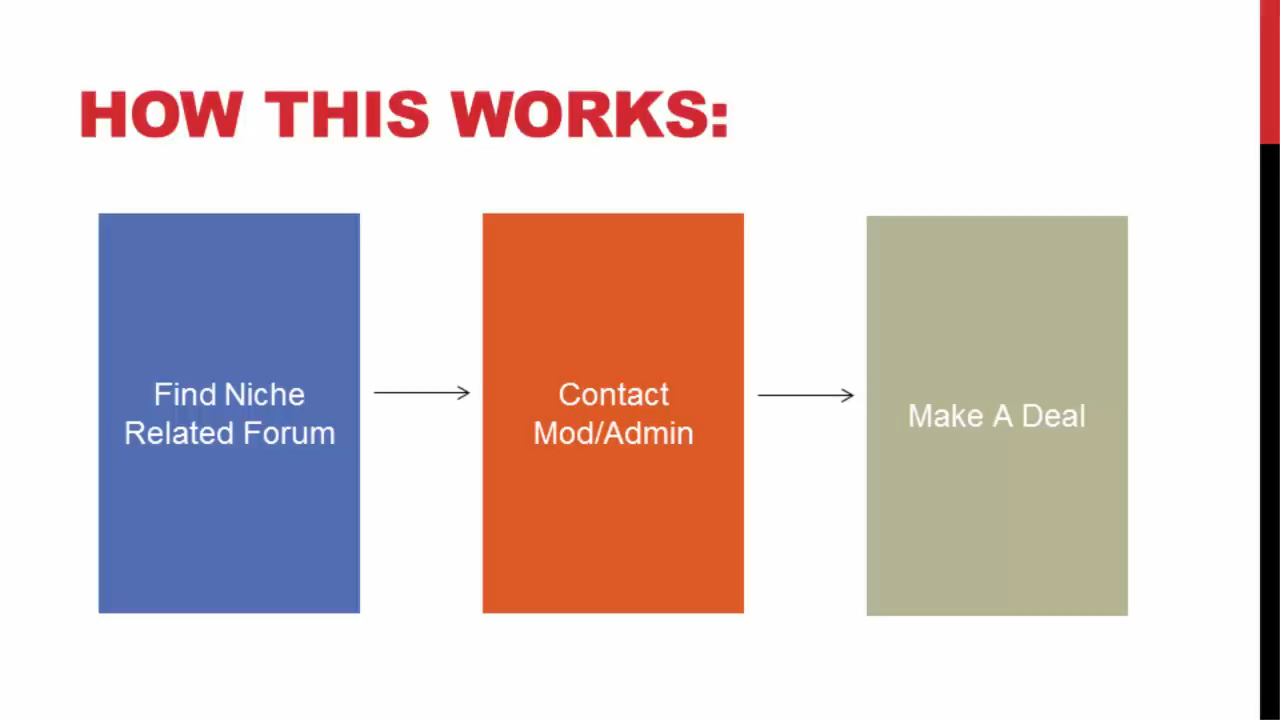 HOW THIS WORKS:
Find Niche
Related Forum
Contact
Mod/Admin
Make A Deal